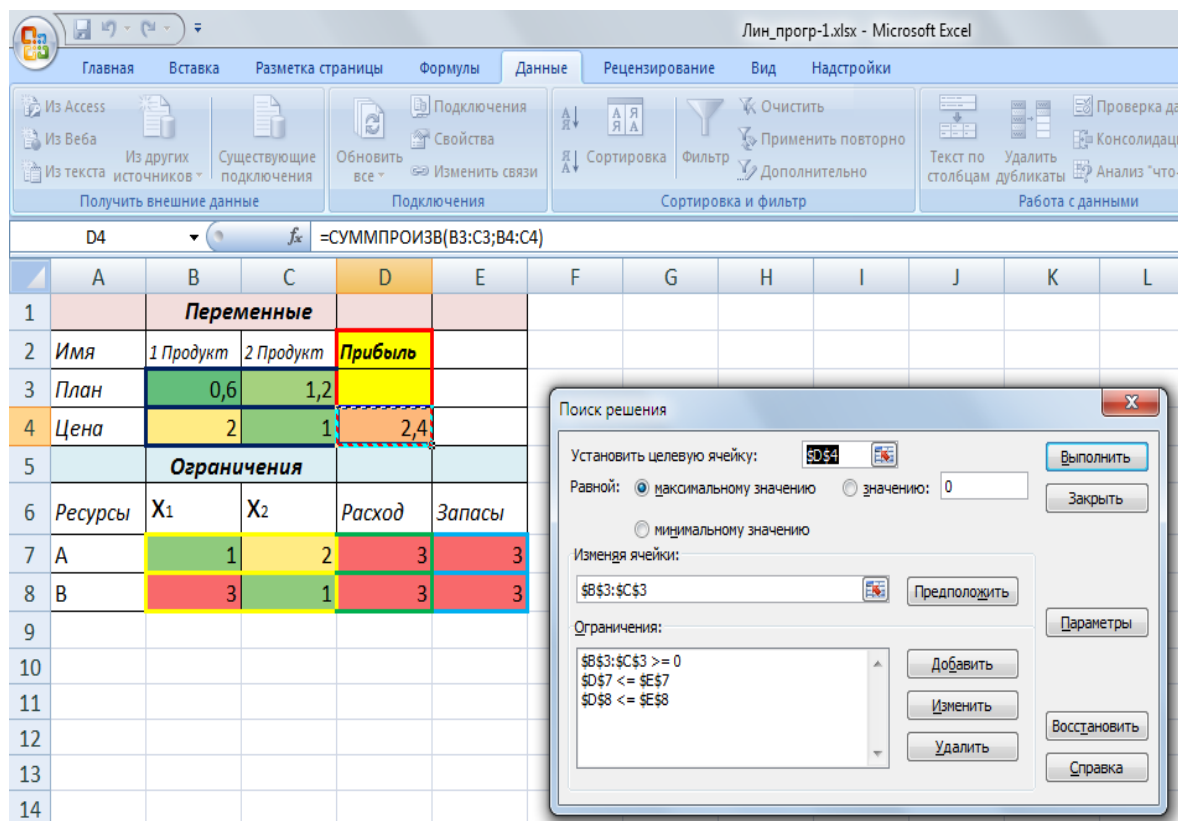 Лин_прогр-1.xlsx - Microsoft Excel
Главная Вставка Разметка страницы Формулы Данные Рецензирование Вид Надстройки
Из Access
Из Веба
Из текста
Из других источников
Существующие подключения
Получить внешние данные
Обновить все
Подключения
Свойства
Изменить связи
Подключения
А Я
Я А
Сортировка
Фильтр
Очистить
Применить повторно
Дополнительно
Сортировка и фильтр
Текст по столбцам
Удалить дубликаты
Проверка да
Консолидац
Анализ "что-
Работа с данными
D4 fx =СУММПРОИЗВ(B3:C3;B4:C4)
A B C D E F G H I J K L
1 Переменные
2 Имя 1 Продукт 2 Продукт Прибыль
3 План 0,6 1,2
4 Цена 2 1 2,4
5 Ограничения
6 Ресурсы X1 X2 Расход Запасы
7 А 1 2 3 3
8 В 3 1 3 3
9
10
11
12
13
14
Поиск решения
Установить целевую ячейку: $D$4
Равной: максимальному значению значению: 0
минимальному значению
Изменяя ячейки:
$B$3:$C$3
Предположить
Ограничения:
$B$3:$C$3 >= 0
$D$7 <= $E$7
$D$8 <= $E$8
Добавить
Изменить
Удалить
Выполнить
Закрыть
Параметры
Восстановить
Справка